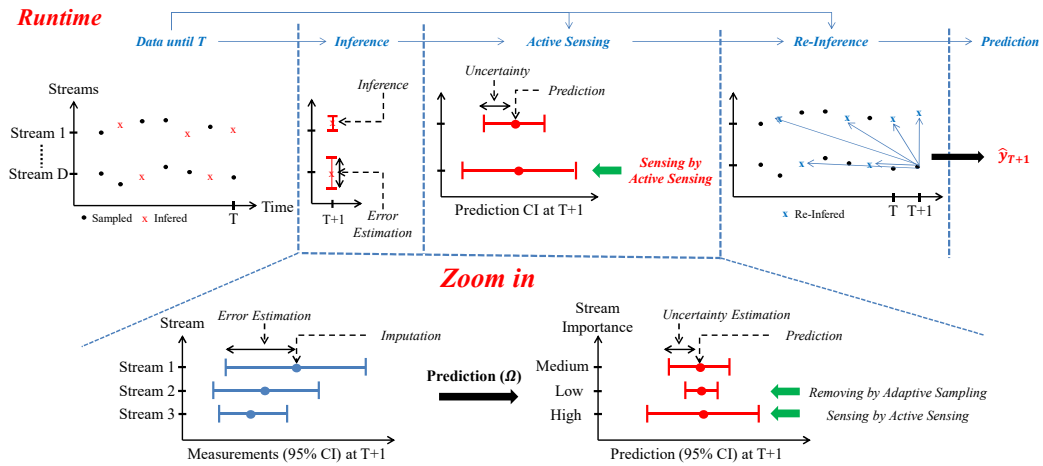 Runtime
Data until T
Inference
Active Sensing
Re-Inference
Prediction
Streams
Stream 1
Stream D
Sampled
x Infered
T
Time
x
x
x
x
x
x
Inference
x
x
T+1
Error
Estimation
Uncertainty
Prediction
Sensing by
Active Sensing
Prediction CI at T+1
x
x
x
x
x
x
x Re-Infered
T
T+1
ŷT+1
Zoom in
Stream
Error Estimation
Imputation
Stream 1
Stream 2
Stream 3
Measurements (95% CI) at T+1
Prediction (Ω)
Stream
Importance
Uncertainty Estimation
Prediction
Medium
Low
High
Removing by Adaptive Sampling
Sensing by Active Sensing
Prediction (95% CI) at T+1